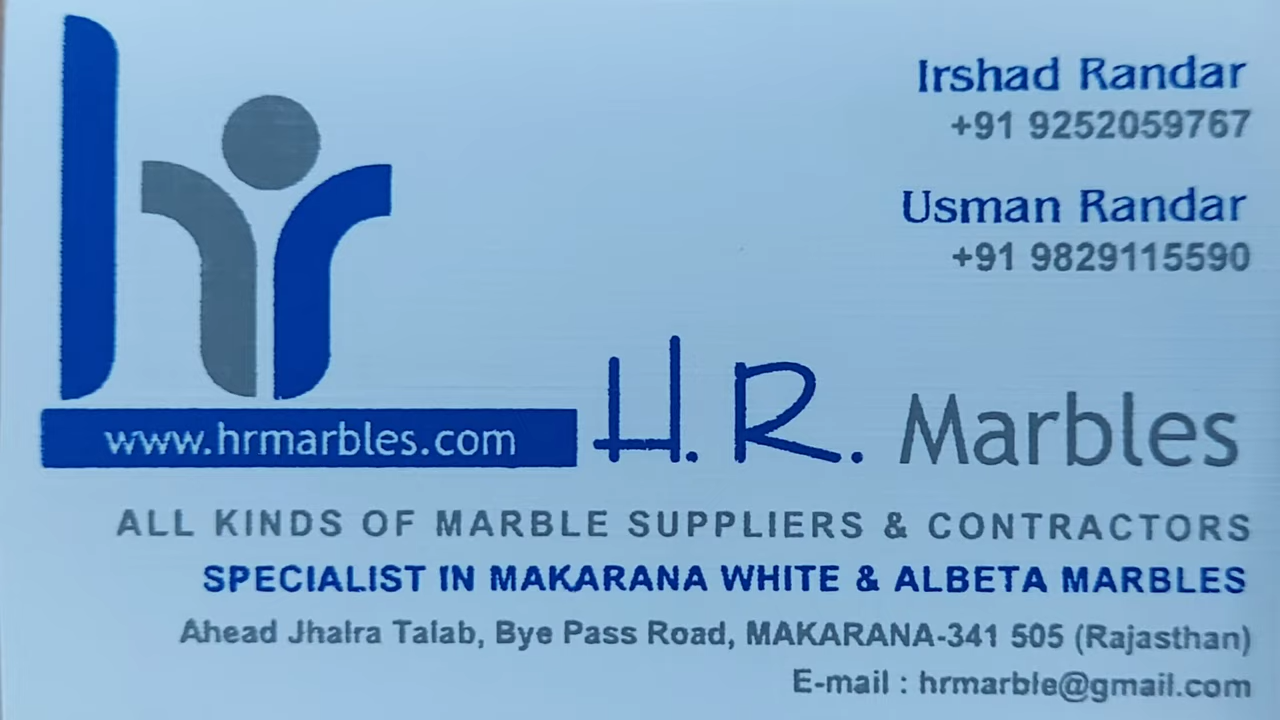 hr
Irshad Randar
+91 9252059767
Usman Randar
+91 9829115590
www.hrmarbles.com
H.R. Marbles
ALL KINDS OF MARBLE SUPPLIERS & CONTRACTORS
SPECIALIST IN MAKARANA WHITE & ALBETA MARBLES
Ahead Jhalra Talab, Bye Pass Road, MAKARANA-341 505 (Rajasthan)
E-mail : hrmarble@gmail.com